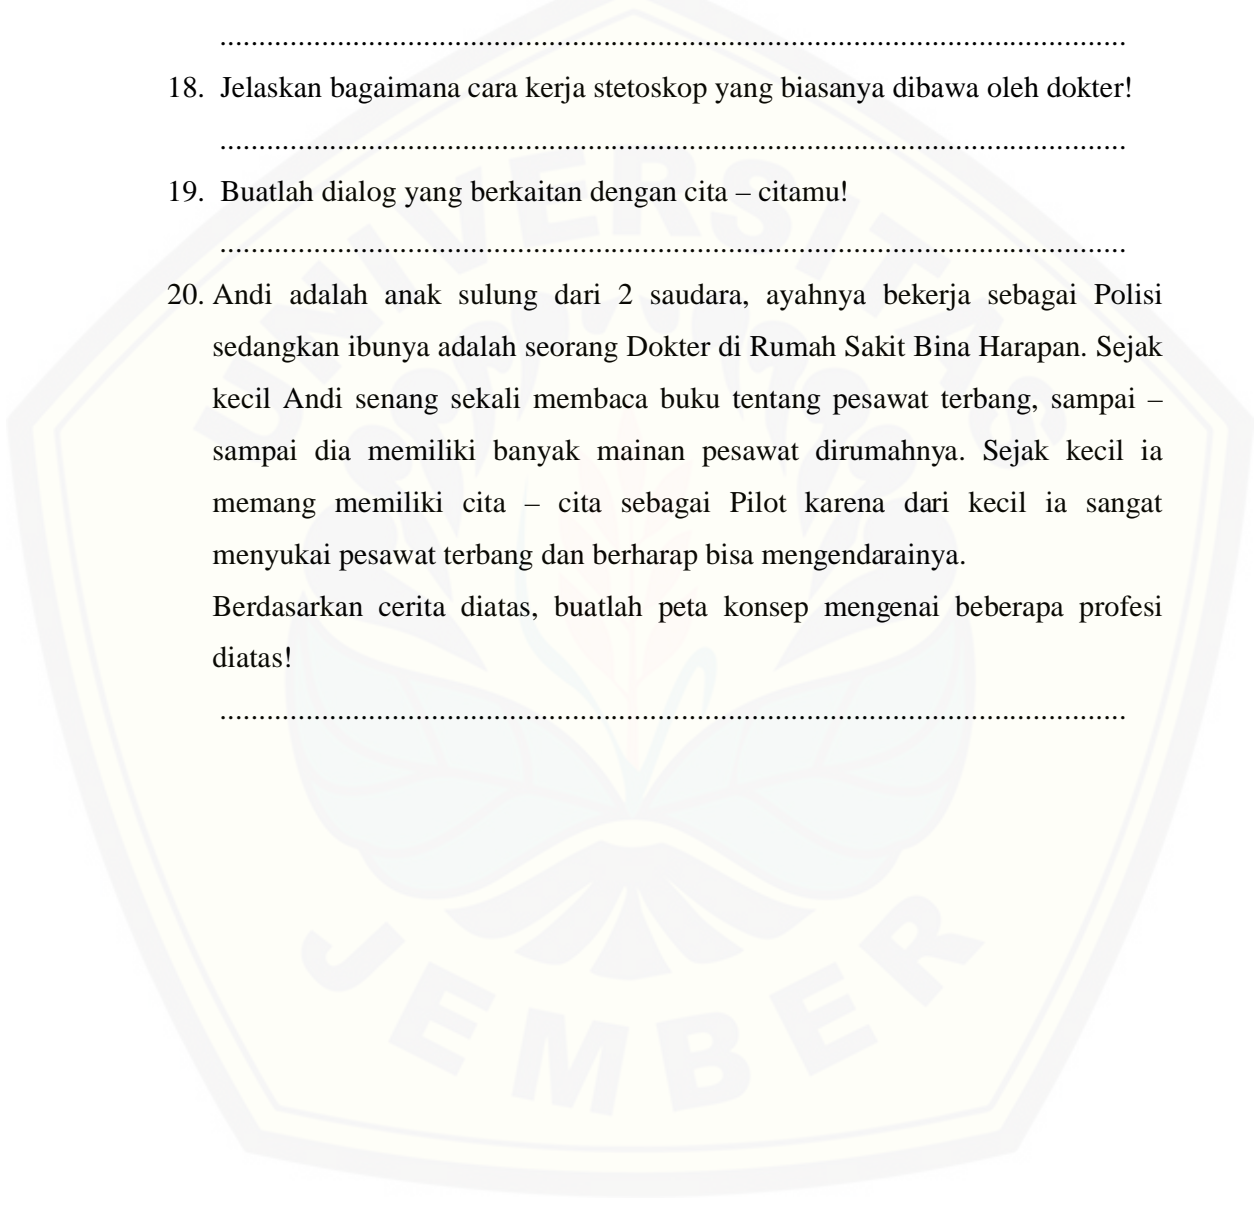 ................................................................................................................
18. Jelaskan bagaimana cara kerja stetoskop yang biasanya dibawa oleh dokter!
................................................................................................................
19. Buatlah dialog yang berkaitan dengan cita – citamu!
................................................................................................................
20. Andi adalah anak sulung dari 2 saudara, ayahnya bekerja sebagai Polisi
sedangkan ibunya adalah seorang Dokter di Rumah Sakit Bina Harapan. Sejak
kecil Andi senang sekali membaca buku tentang pesawat terbang, sampai –
sampai dia memiliki banyak mainan pesawat dirumahnya. Sejak kecil ia
memang memiliki cita – cita sebagai Pilot karena dari kecil ia sangat
menyukai pesawat terbang dan berharap bisa mengendarainya.
Berdasarkan cerita diatas, buatlah peta konsep mengenai beberapa profesi
diatas!
................................................................................................................
UNIVERSITAS
JEMBER